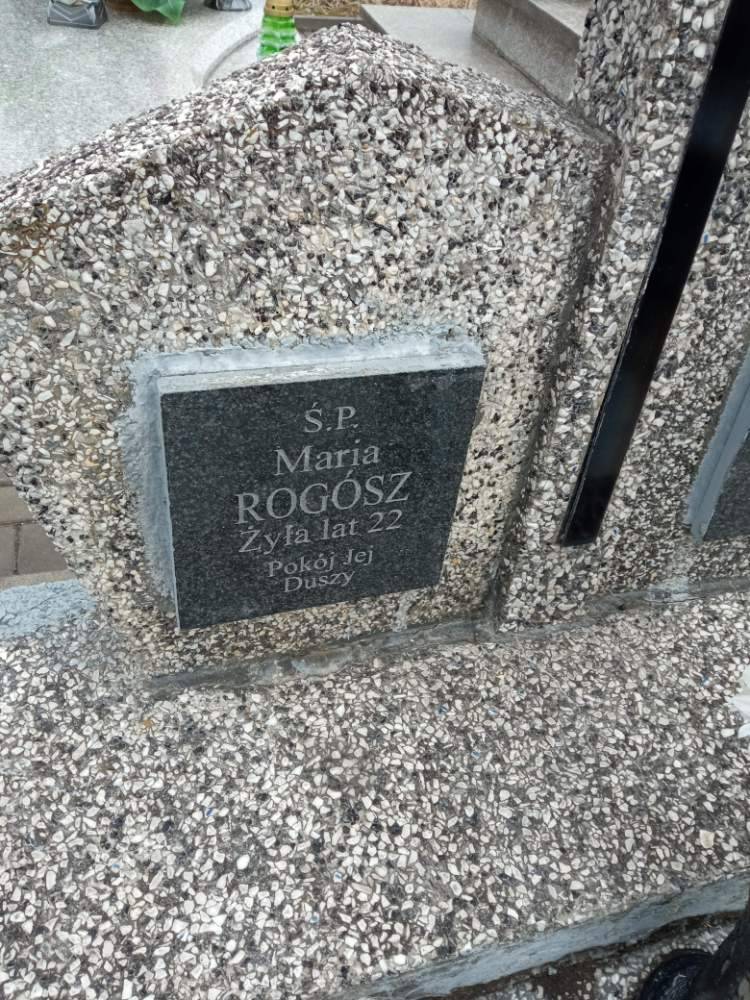 Ś.P.
Maria
ROGÓSZ
Żyła lat 22
Pokój Jej
Duszy